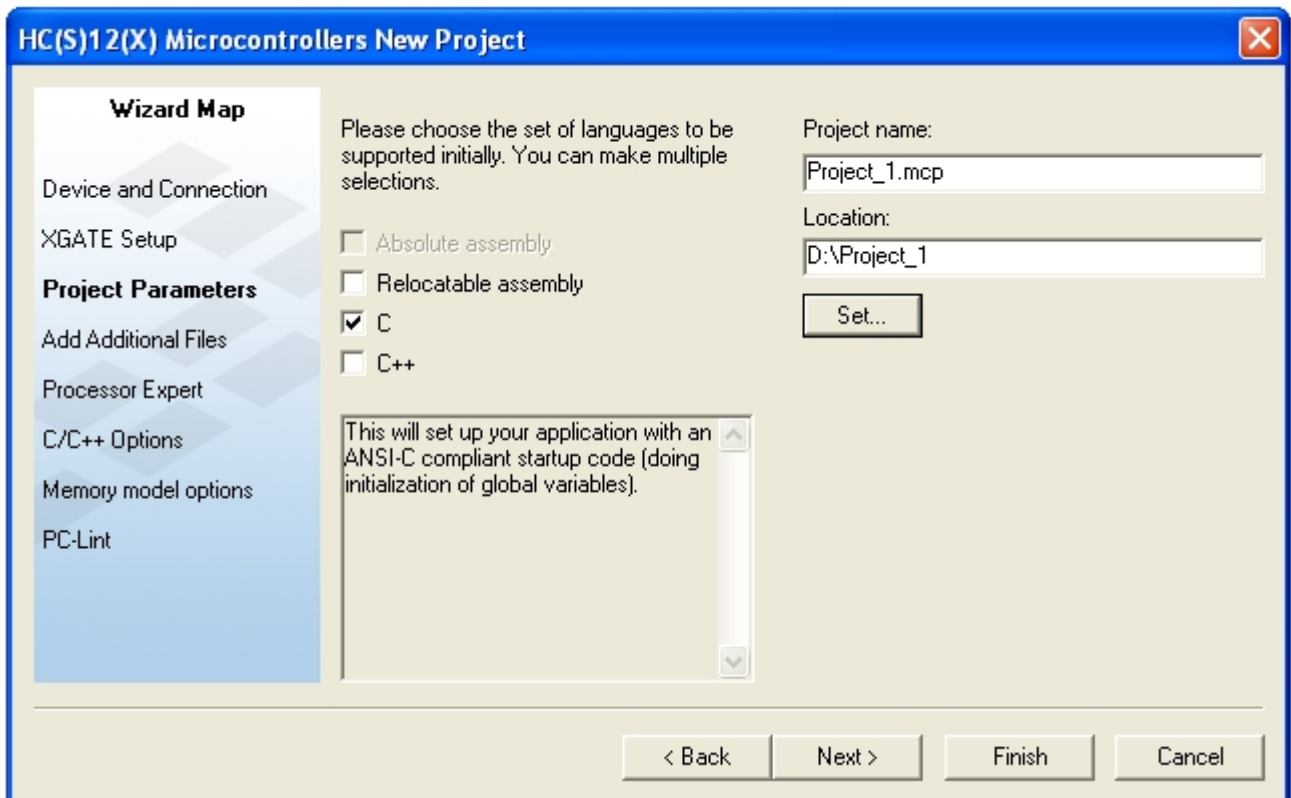 HC(S)12(X) Microcontrollers New Project
Wizard Map
Device and Connection
XGATE Setup
Project Parameters
Add Additional Files
Processor Expert
C/C++ Options
Memory model options
PC-Lint
Please choose the set of languages to be
supported initially. You can make multiple
selections.
Absolute assembly
Relocatable assembly
C
C++
This will set up your application with an
ANSI-C compliant startup code (doing
initialization of global variables).
Project name:
Project_1.mcp
Location:
D:\Project_1
Set...
< Back
Next >
Finish
Cancel